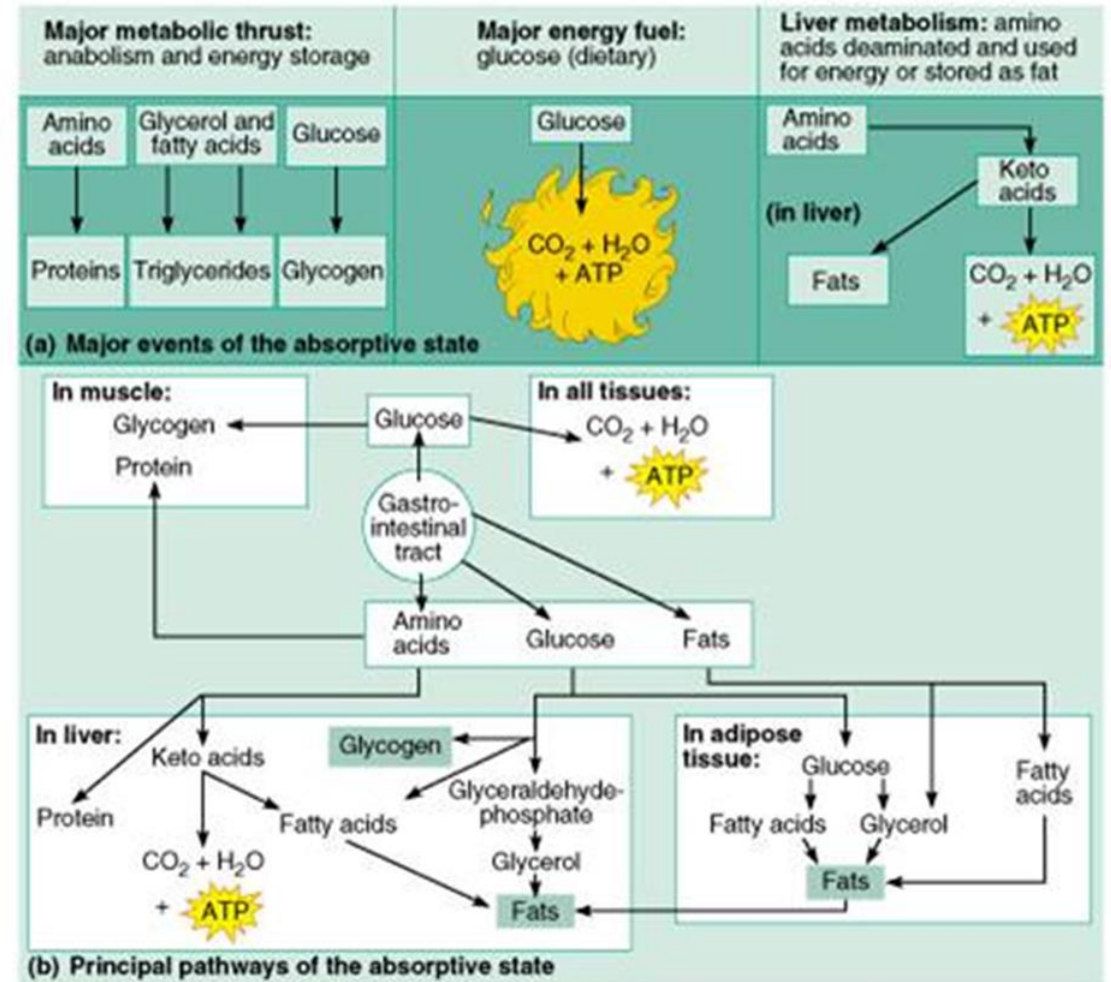 Major metabolic thrust:
anabolism and energy storage
Major energy fuel:
glucose (dietary)
Liver metabolism: amino
acids deaminated and used
for energy or stored as fat
Amino
acids
Glycerol and
fatty acids
Glucose
Proteins
Triglycerides
Glycogen
Glucose
CO₂ + H₂O
+ ATP
Amino
acids
Keto
acids
(in liver)
Fats
CO₂ + H₂O
+ ATP
(a) Major events of the absorptive state
In muscle:
Glycogen
Protein
Glucose
In all tissues:
CO₂ + H₂O
+ ATP
Gastro-
intestinal
tract
Amino
acids
Glucose
Fats
In liver:
Keto acids
Glycogen
Protein
Fatty acids
Glyceraldehyde-
phosphate
CO₂ + H₂O
+ ATP
Glycerol
Fats
In adipose
tissue:
Glucose
Fatty
acids
Fatty acids
Glycerol
Fats
(b) Principal pathways of the absorptive state